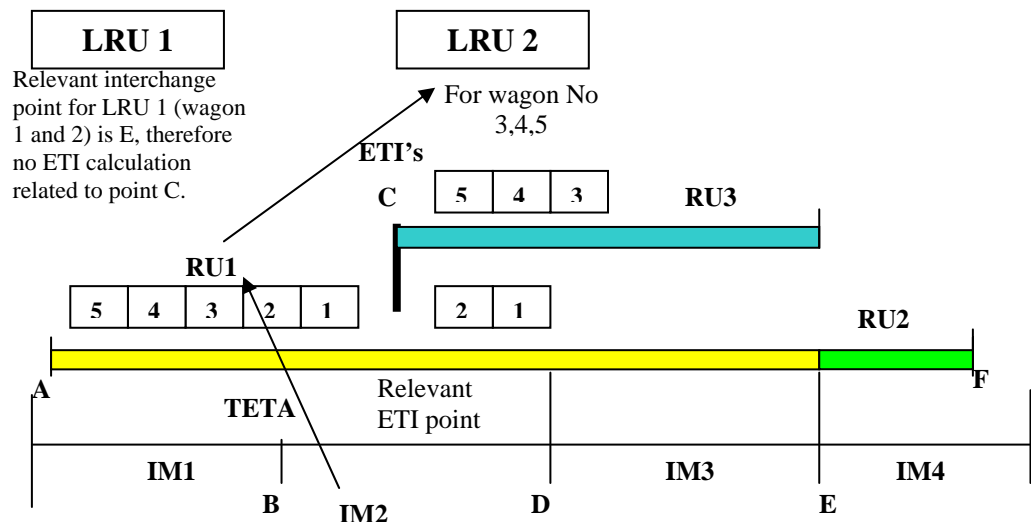 LRU 1
LRU 2
Relevant interchange
point for LRU 1 (wagon
1 and 2) is E, therefore
no ETI calculation
related to point C.
For wagon No
3,4,5
ETI's
C
5 4 3
RU3
RU1
5 4 3 2 1
2 1
RU2
A
F
TETA
Relevant
ETI point
IM1
IM3
IM4
B
IM2
D
E